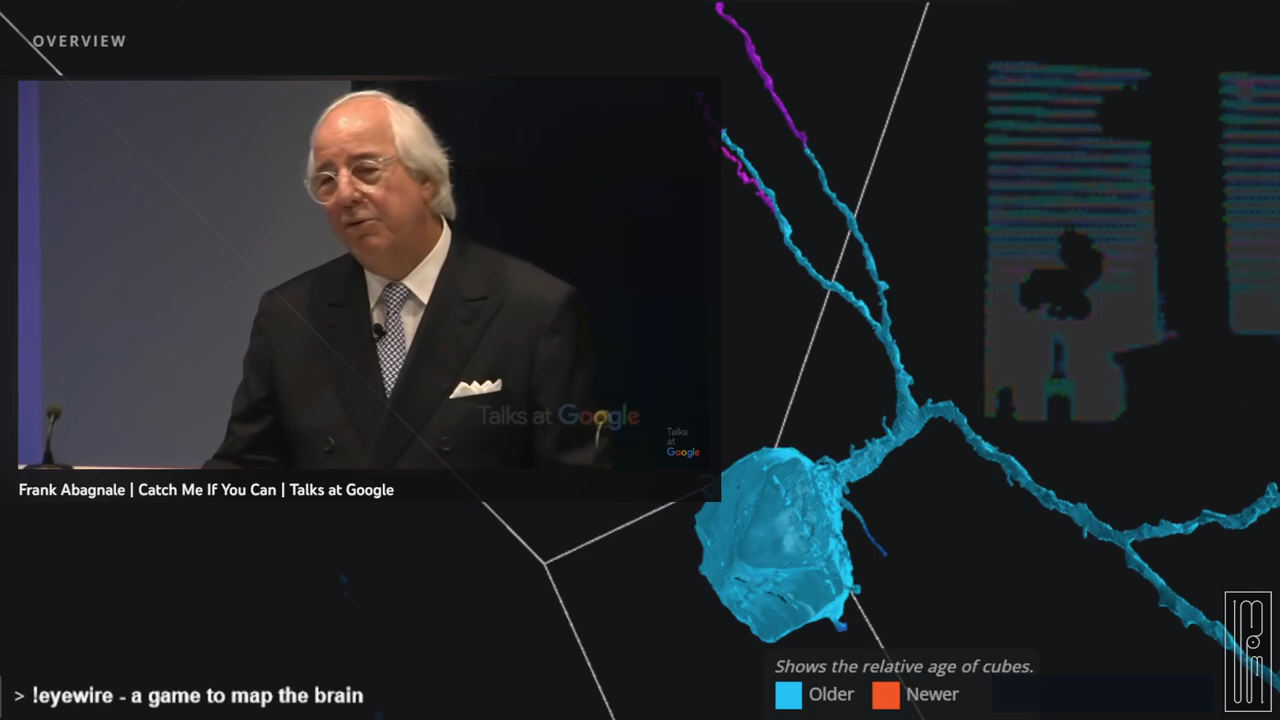 OVERVIEW
Talks at Google
Talks
at
Google
Frank Abagnale | Catch Me If You Can | Talks at Google
Shows the relative age of cubes.
Older
Newer
> !eyewire - a game to map the brain